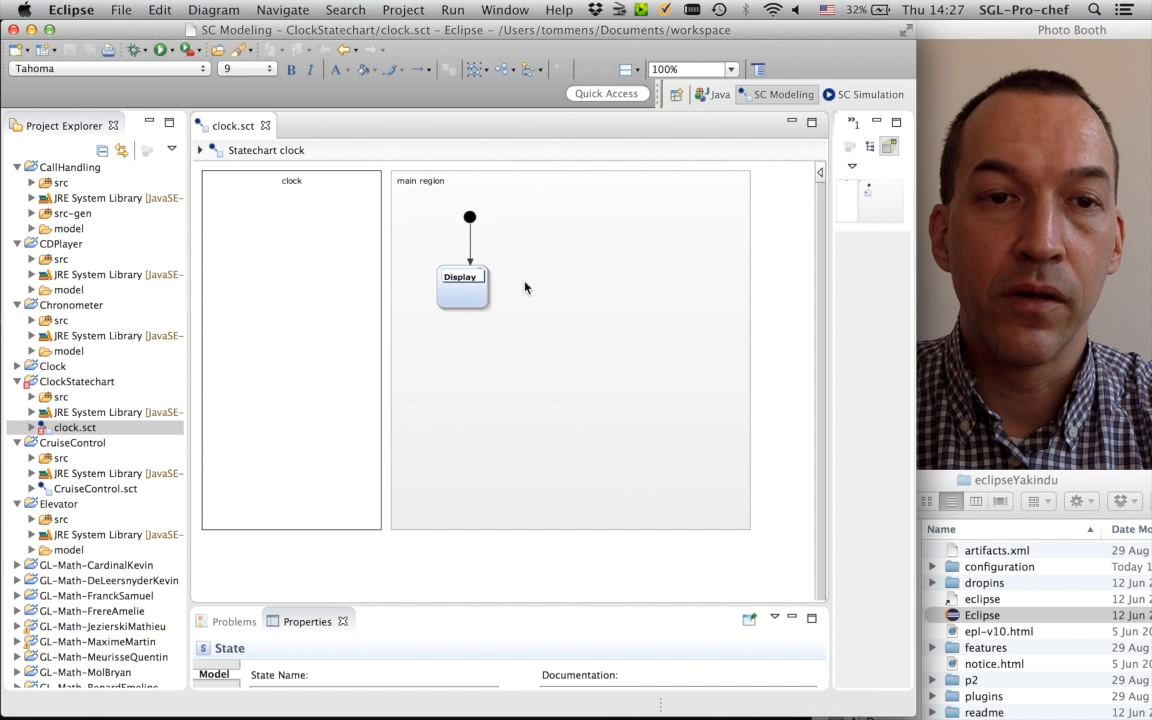 Eclipse File Edit Diagram Navigate Search Project Run Window Help 32% Thu 14:27 SGL-Pro-chef
SC Modeling - ClockStatechart/clock.sct - Eclipse - /Users/tommens/Documents/workspace
Photo Booth
Tahoma 9 B I A 100%
Quick Access Java SC Modeling SC Simulation
Project Explorer
CallHandling
src
JRE System Library [JavaSE-
src-gen
model
CDPlayer
src
JRE System Library [JavaSE-
model
Chronometer
src
JRE System Library [JavaSE-
model
Clock
ClockStatechart
src
JRE System Library [JavaSE-
clock.sct
CruiseControl
src
JRE System Library [JavaSE-
CruiseControl.sct
Elevator
src
JRE System Library [JavaSE-
model
GL-Math-CardinalKevin
GL-Math-DeLeersnyderKevin
GL-Math-FranckSamuel
GL-Math-FrereAmelie
GL-Math-JezierskiMathieu
GL-Math-MaximeMartin
GL-Math-MeurisseQuentin
GL-Math-MolBryan
clock.sct
Statechart clock
clock
main region
Display
1
Problems Properties
State
Model State Name: Documentation:
eclipseYakindu
Name Date Mo
artifacts.xml 29 Aug
configuration Today 1
dropins 12 Jun 2
eclipse 12 Jun 2
Eclipse 12 Jun 2
epl-v10.html 5 Jun 20
features 29 Aug
notice.html 5 Jun 20
p2 29 Aug
plugins 29 Aug
readme 12 Jun 2